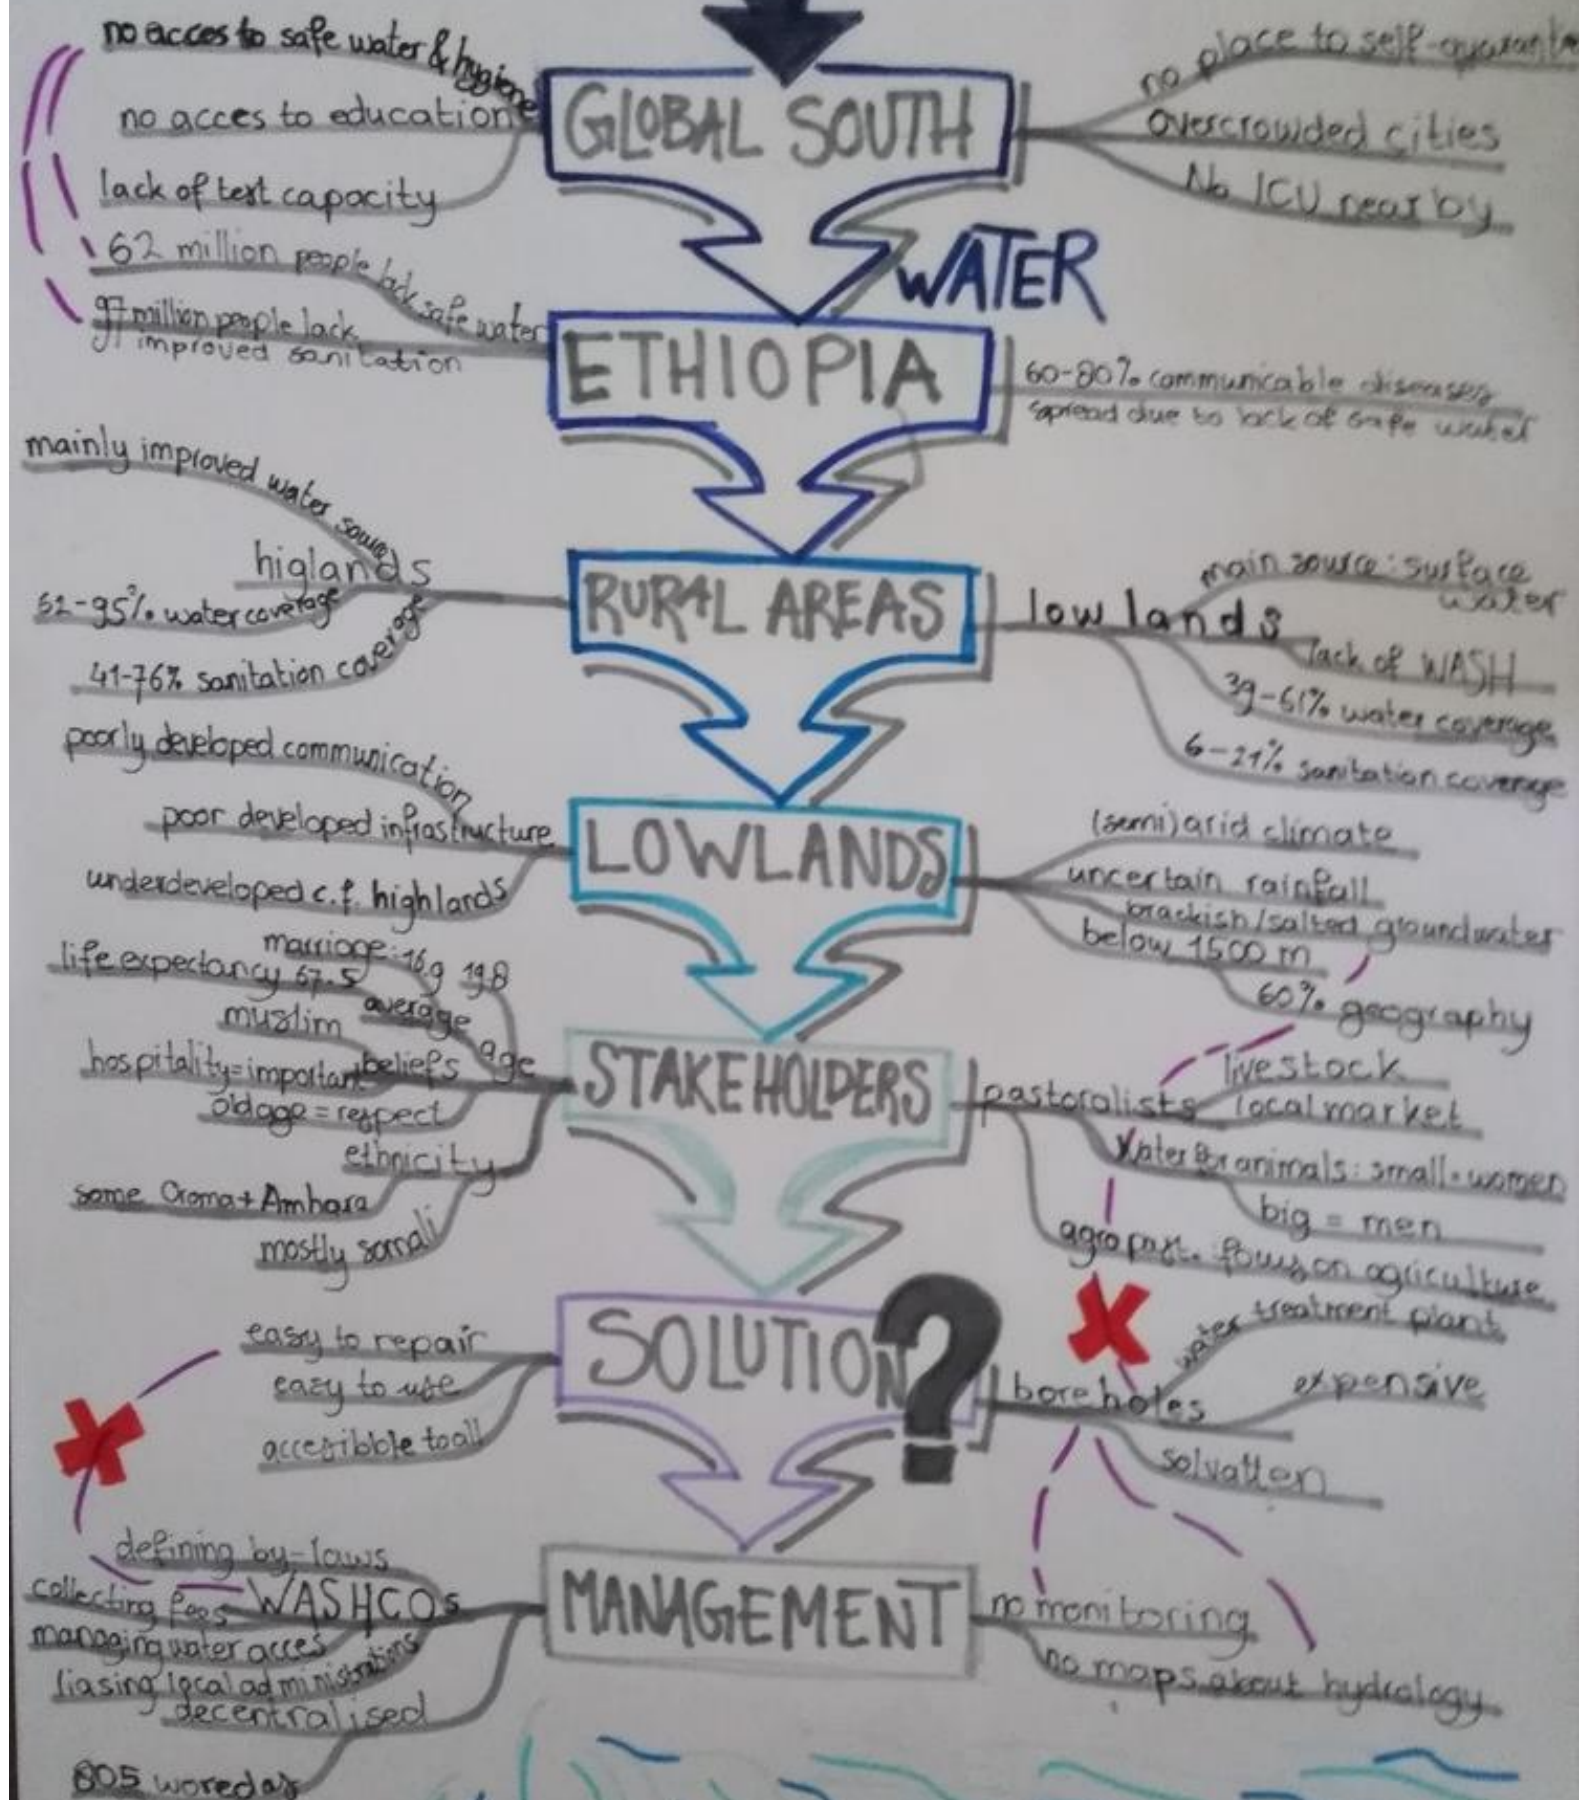 no acces to safe water & hygiene
no acces to education
lack of test capacity
GLOBAL SOUTH
no place to self-quarantine
overcrowded cities
No ICU near by
WATER
62 million people lack safe water
97 million people lack
improved sanitation
ETHIOPIA
60-80% communicable diseases
spread due to lack of safe water
mainly improved water source
higlands
52-95% water coverage
41-76% sanitation coverage
RURAL AREAS
lowlands
main source: surface
water
lack of WASH
39-61% water coverage
6-21% sanitation coverage
poorly developed communication
poor developed infrastructure
underdeveloped c.f. highlands
LOWLANDS
(semi)arid climate
uncertain rainfall
brackish/salted groundwater
below 1500 m
60% geography
marriage: 16.9 19.8
life expectancy 67.5
average
age
muslim
beliefs
hospitality=important
old age = respect
ethnicity
some Oromo + Amhara
mostly somali
STAKEHOLDERS
pastoralists
livestock
local market
Water for animals: small = women
big = men
agropast. focus on agriculture
easy to repair
easy to use
accesibble to all
SOLUTION?
boreholes
water treatment plant
expensive
solvatten
defining by-laws
WASHCOs
collecting fees
managing water acces
liasing local administrations
decentralised
805 woredas
MANAGEMENT
no monitoring
no maps about hydrology